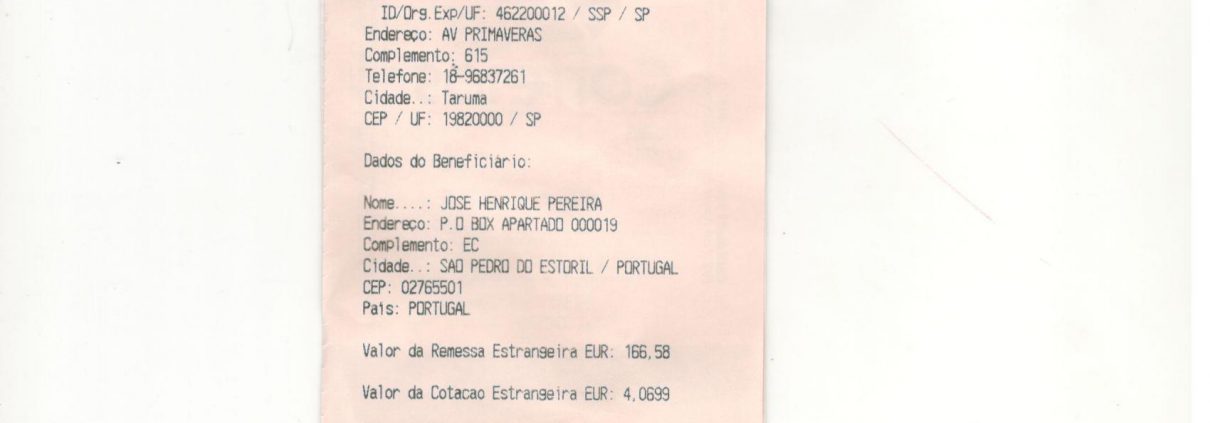 ID/Org.Exp/UF: 462200012 / SSP / SP
Endereço: AV PRIMAVERAS
Complemento: 615
Telefone: 18-96837261
Cidade..: Taruma
CEP / UF: 19820000 / SP
Dados do Beneficiário:
Nome....: JOSE HENRIQUE PEREIRA
Endereço: P.O BOX APARTADO 000019
Complemento: EC
Cidade..: SAO PEDRO DO ESTORIL / PORTUGAL
CEP: 02765501
País: PORTUGAL
Valor da Remessa Estrangeira EUR: 166,58
Valor da Cotacao Estrangeira EUR: 4,0699